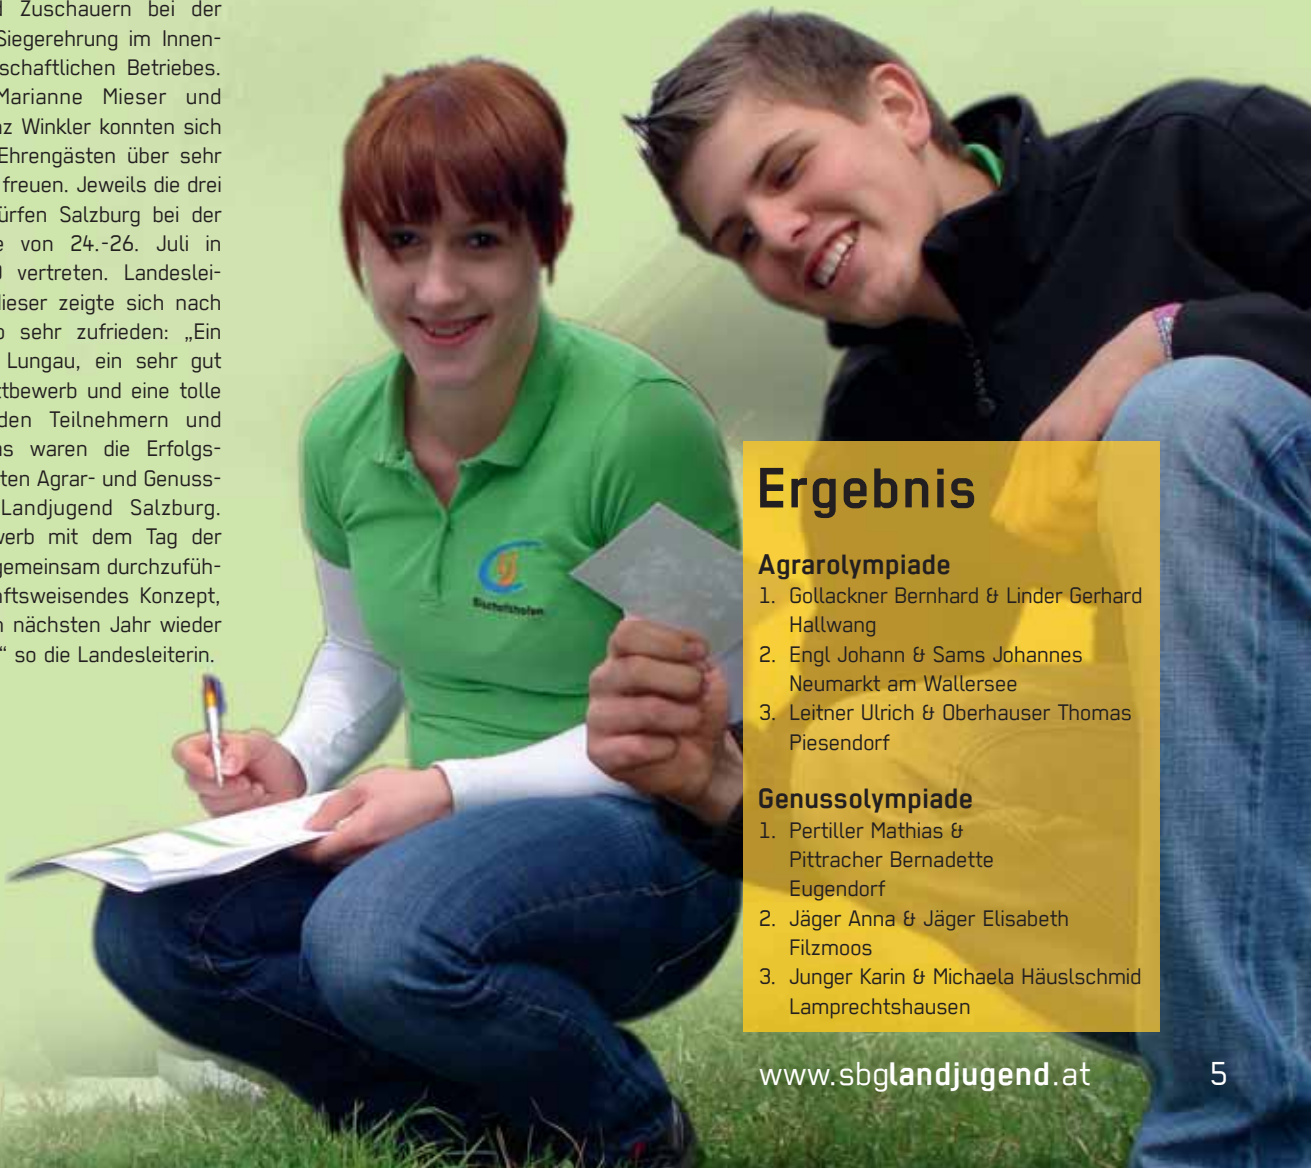 Zuschauern bei der
Siegerehrung im Innen-
schaftlichen Betriebes.
Marianne Mieser und
z Winkler konnten sich
Ehrengästen über sehr
freuen. Jeweils die drei
ürfen Salzburg bei der
e von 24.-26. Juli in
vertreten. Landeslei-
ieser zeigte sich nach
sehr zufrieden: „Ein
Lungau, ein sehr gut
ttbewerb und eine tolle
den Teilnehmern und
as waren die Erfolgs-
ten Agrar- und Genuss-
Landjugend Salzburg.
werb mit dem Tag der
gemeinsam durchzufüh-
ftsweisendes Konzept,
nächsten Jahr wieder
“ so die Landesleiterin.
Bischofshofen
Ergebnis
Agrarolympiade
1. Gollackner Bernhard & Linder Gerhard
Hallwang
2. Engl Johann & Sams Johannes
Neumarkt am Wallersee
3. Leitner Ulrich & Oberhauser Thomas
Piesendorf
Genussolympiade
1. Pertiller Mathias &
Pittracher Bernadette
Eugendorf
2. Jäger Anna & Jäger Elisabeth
Filzmoos
3. Junger Karin & Michaela Häuslschmid
Lamprechtshausen
www.sbglandjugend.at 5